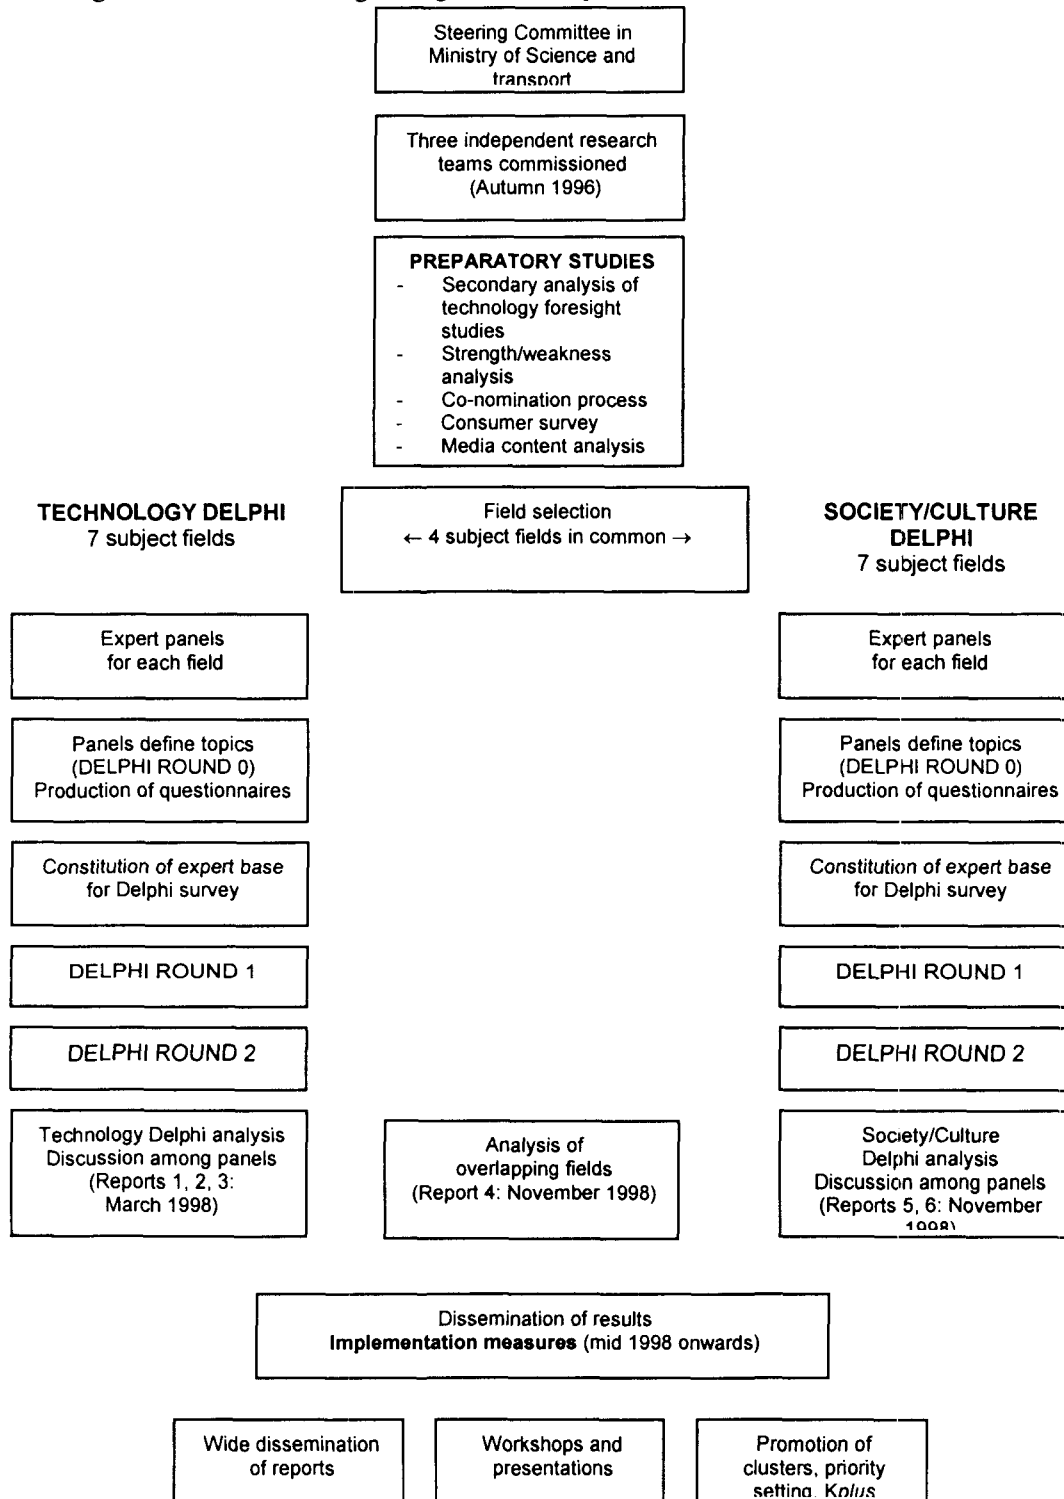 Steering Committee in
Ministry of Science and
transport
Three independent research
teams commissioned
(Autumn 1996)
PREPARATORY STUDIES
- Secondary analysis of
technology foresight
studies
- Strength/weakness
analysis
- Co-nomination process
- Consumer survey
- Media content analysis
TECHNOLOGY DELPHI
7 subject fields
Field selection
← 4 subject fields in common →
SOCIETY/CULTURE
DELPHI
7 subject fields
Expert panels
for each field
Panels define topics
(DELPHI ROUND 0)
Production of questionnaires
Constitution of expert base
for Delphi survey
DELPHI ROUND 1
DELPHI ROUND 2
Technology Delphi analysis
Discussion among panels
(Reports 1, 2, 3:
March 1998)
Analysis of
overlapping fields
(Report 4: November 1998)
Expert panels
for each field
Panels define topics
(DELPHI ROUND 0)
Production of questionnaires
Constitution of expert base
for Delphi survey
DELPHI ROUND 1
DELPHI ROUND 2
Society/Culture
Delphi analysis
Discussion among panels
(Reports 5, 6: November
1998)
Dissemination of results
Implementation measures (mid 1998 onwards)
Wide dissemination
of reports
Workshops and
presentations
Promotion of
clusters, priority
setting, Kplus